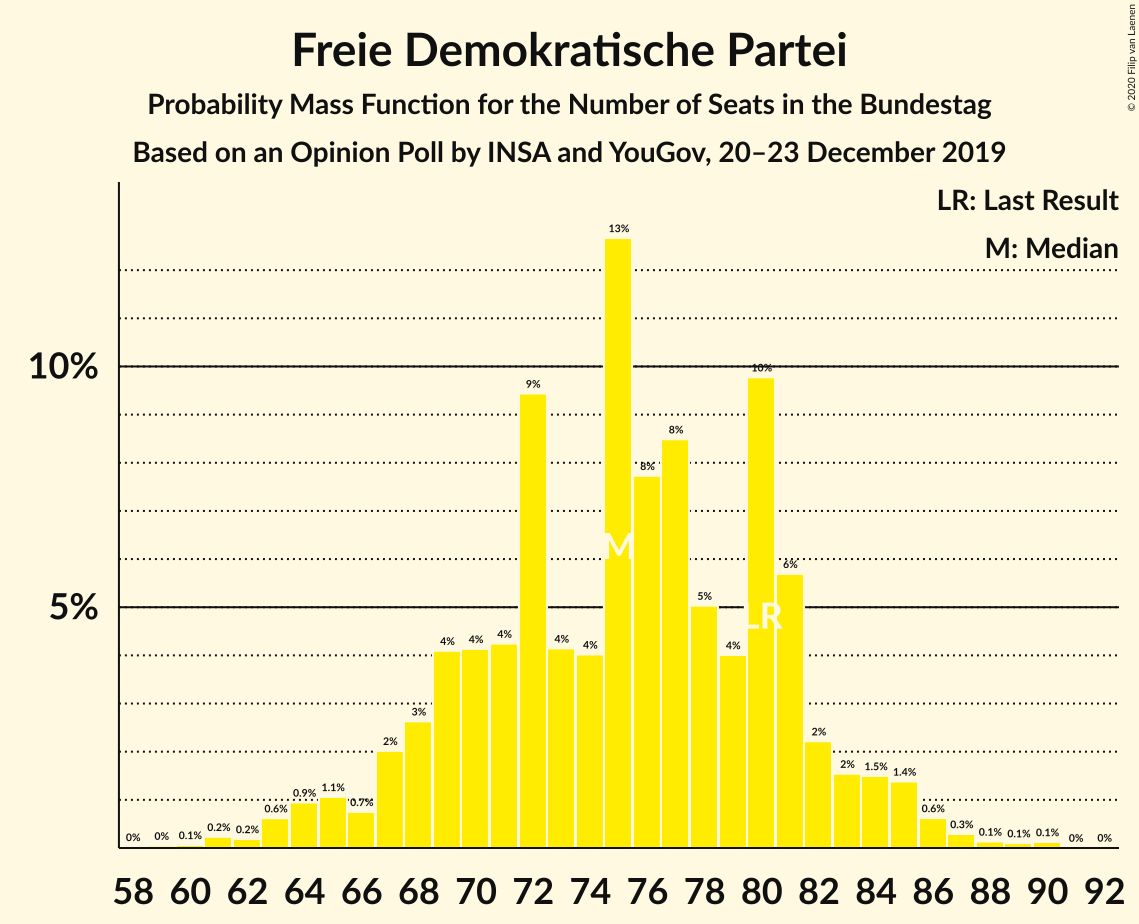 Freie Demokratische Partei
Probability Mass Function for the Number of Seats in the Bundestag
Based on an Opinion Poll by INSA and YouGov, 20–23 December 2019
© 2020 Filip van Laenen
LR: Last Result
M: Median
10%
5%
0% 0% 0.1% 0.2% 0.2% 0.6% 0.9% 1.1% 0.7% 2% 3% 4% 4% 4% 9% 4% 4% 13% 8% 8% 5% 4% 10% 6% 2% 2% 1.5% 1.4% 0.6% 0.3% 0.1% 0.1% 0.1% 0% 0%
M
LR
58 60 62 64 66 68 70 72 74 76 78 80 82 84 86 88 90 92